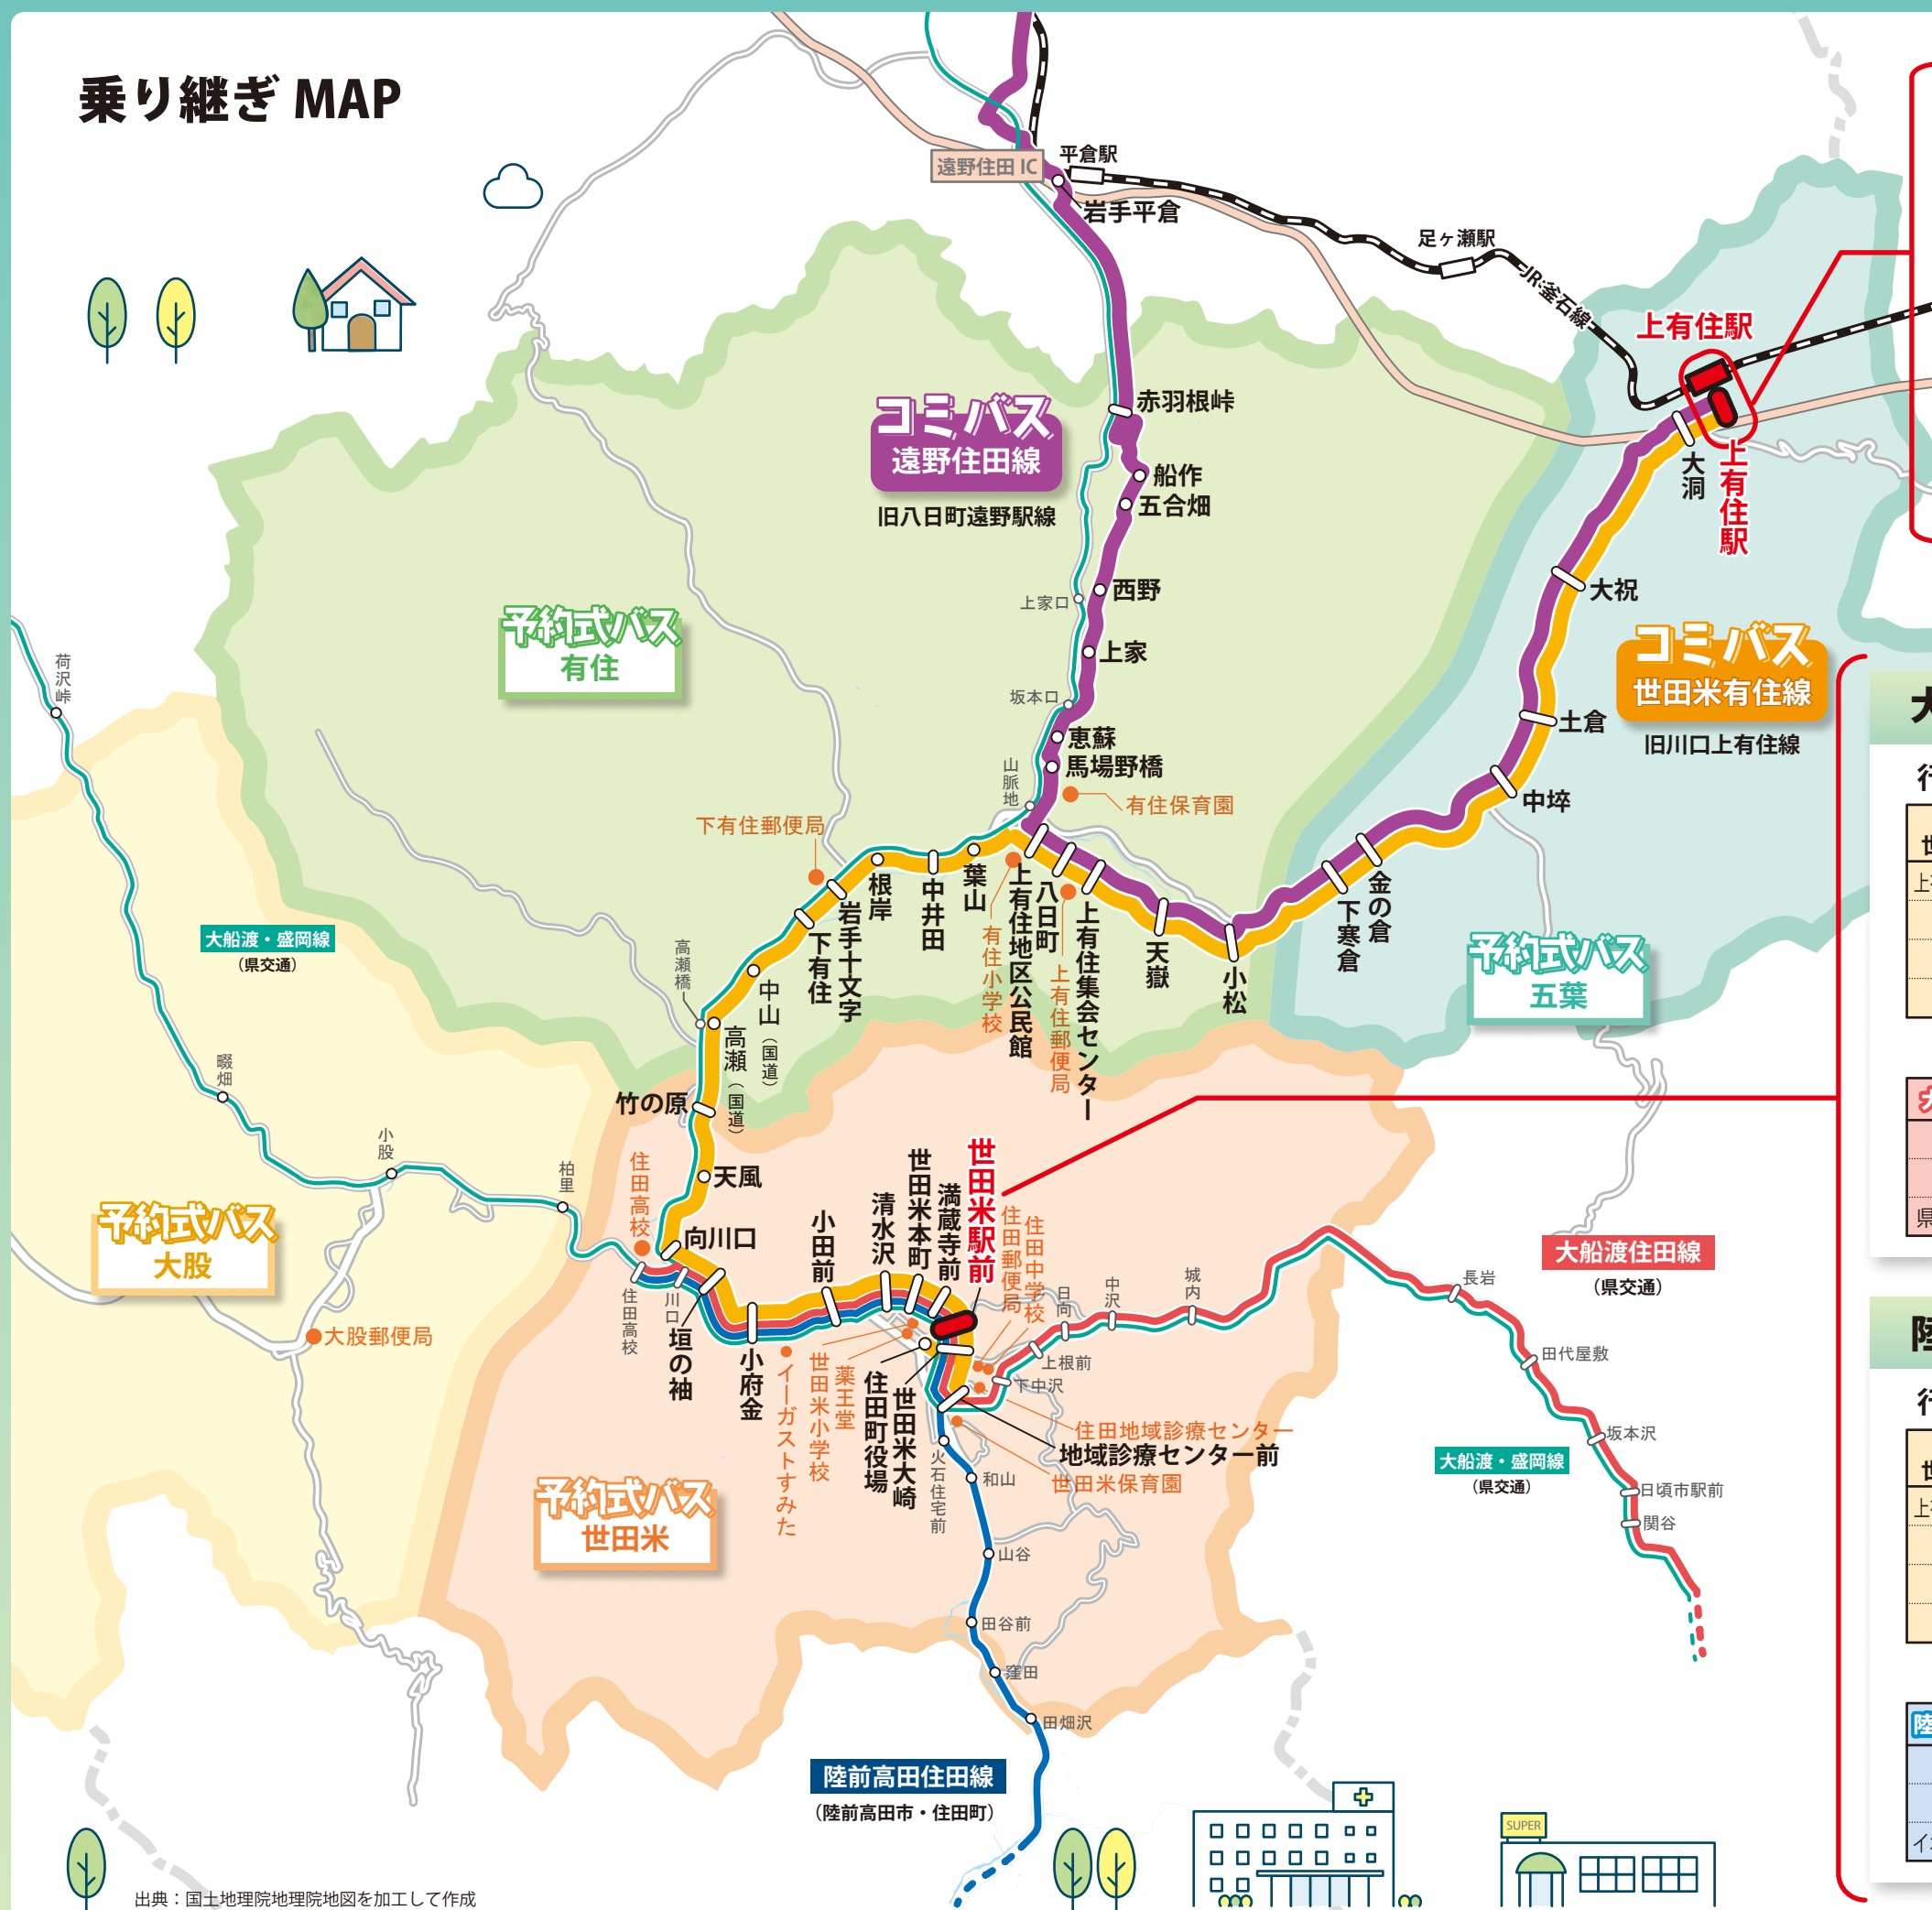 乗り継ぎ MAP
遠野住田 IC
平倉駅
岩手平倉
足ヶ瀬駅
JR 釜石線
上有住駅
上有住駅
大洞
コミバス
遠野住田線
旧八日町遠野駅線
赤羽根峠
船作
五合畑
西野
上家口
上家
坂本口
恵蘇
馬場野橋
山脈地
有住保育園
予約式バス
有住
大祝
コミバス
世田米有住線
旧川口上有住線
土倉
中埣
荷沢峠
下有住郵便局
根岸
中井田
葉山
上有住地区公民館
八日町
上有住集会センター
有住小学校
上有住郵便局
天嶽
小松
下寒倉
金の倉
予約式バス
五葉
岩手十文字
下有住
中山（国道）
高瀬橋
高瀬（国道）
竹の原
天風
大船渡・盛岡線
（県交通）
畷畑
小股
柏里
住田高校
向川口
予約式バス
大股
大股郵便局
住田高校
川口
垣の袖
小府金
小田前
清水沢
世田米本町
満蔵寺前
世田米駅前
住田郵便局
住田中学校
日向
中沢
城内
上根前
下中沢
イーガストすみた
世田米小学校
薬王堂
住田町役場
世田米大崎
火石住宅前
住田地域診療センター
地域診療センター前
世田米保育園
大船渡住田線
（県交通）
長岩
田代屋敷
坂本沢
日頃市駅前
関谷
大船渡・盛岡線
（県交通）
予約式バス
世田米
和山
山谷
田谷前
窪田
田畑沢
陸前高田住田線
（陸前高田市・住田町）
SUPER
出典：国土地理院地理院地図を加工して作成